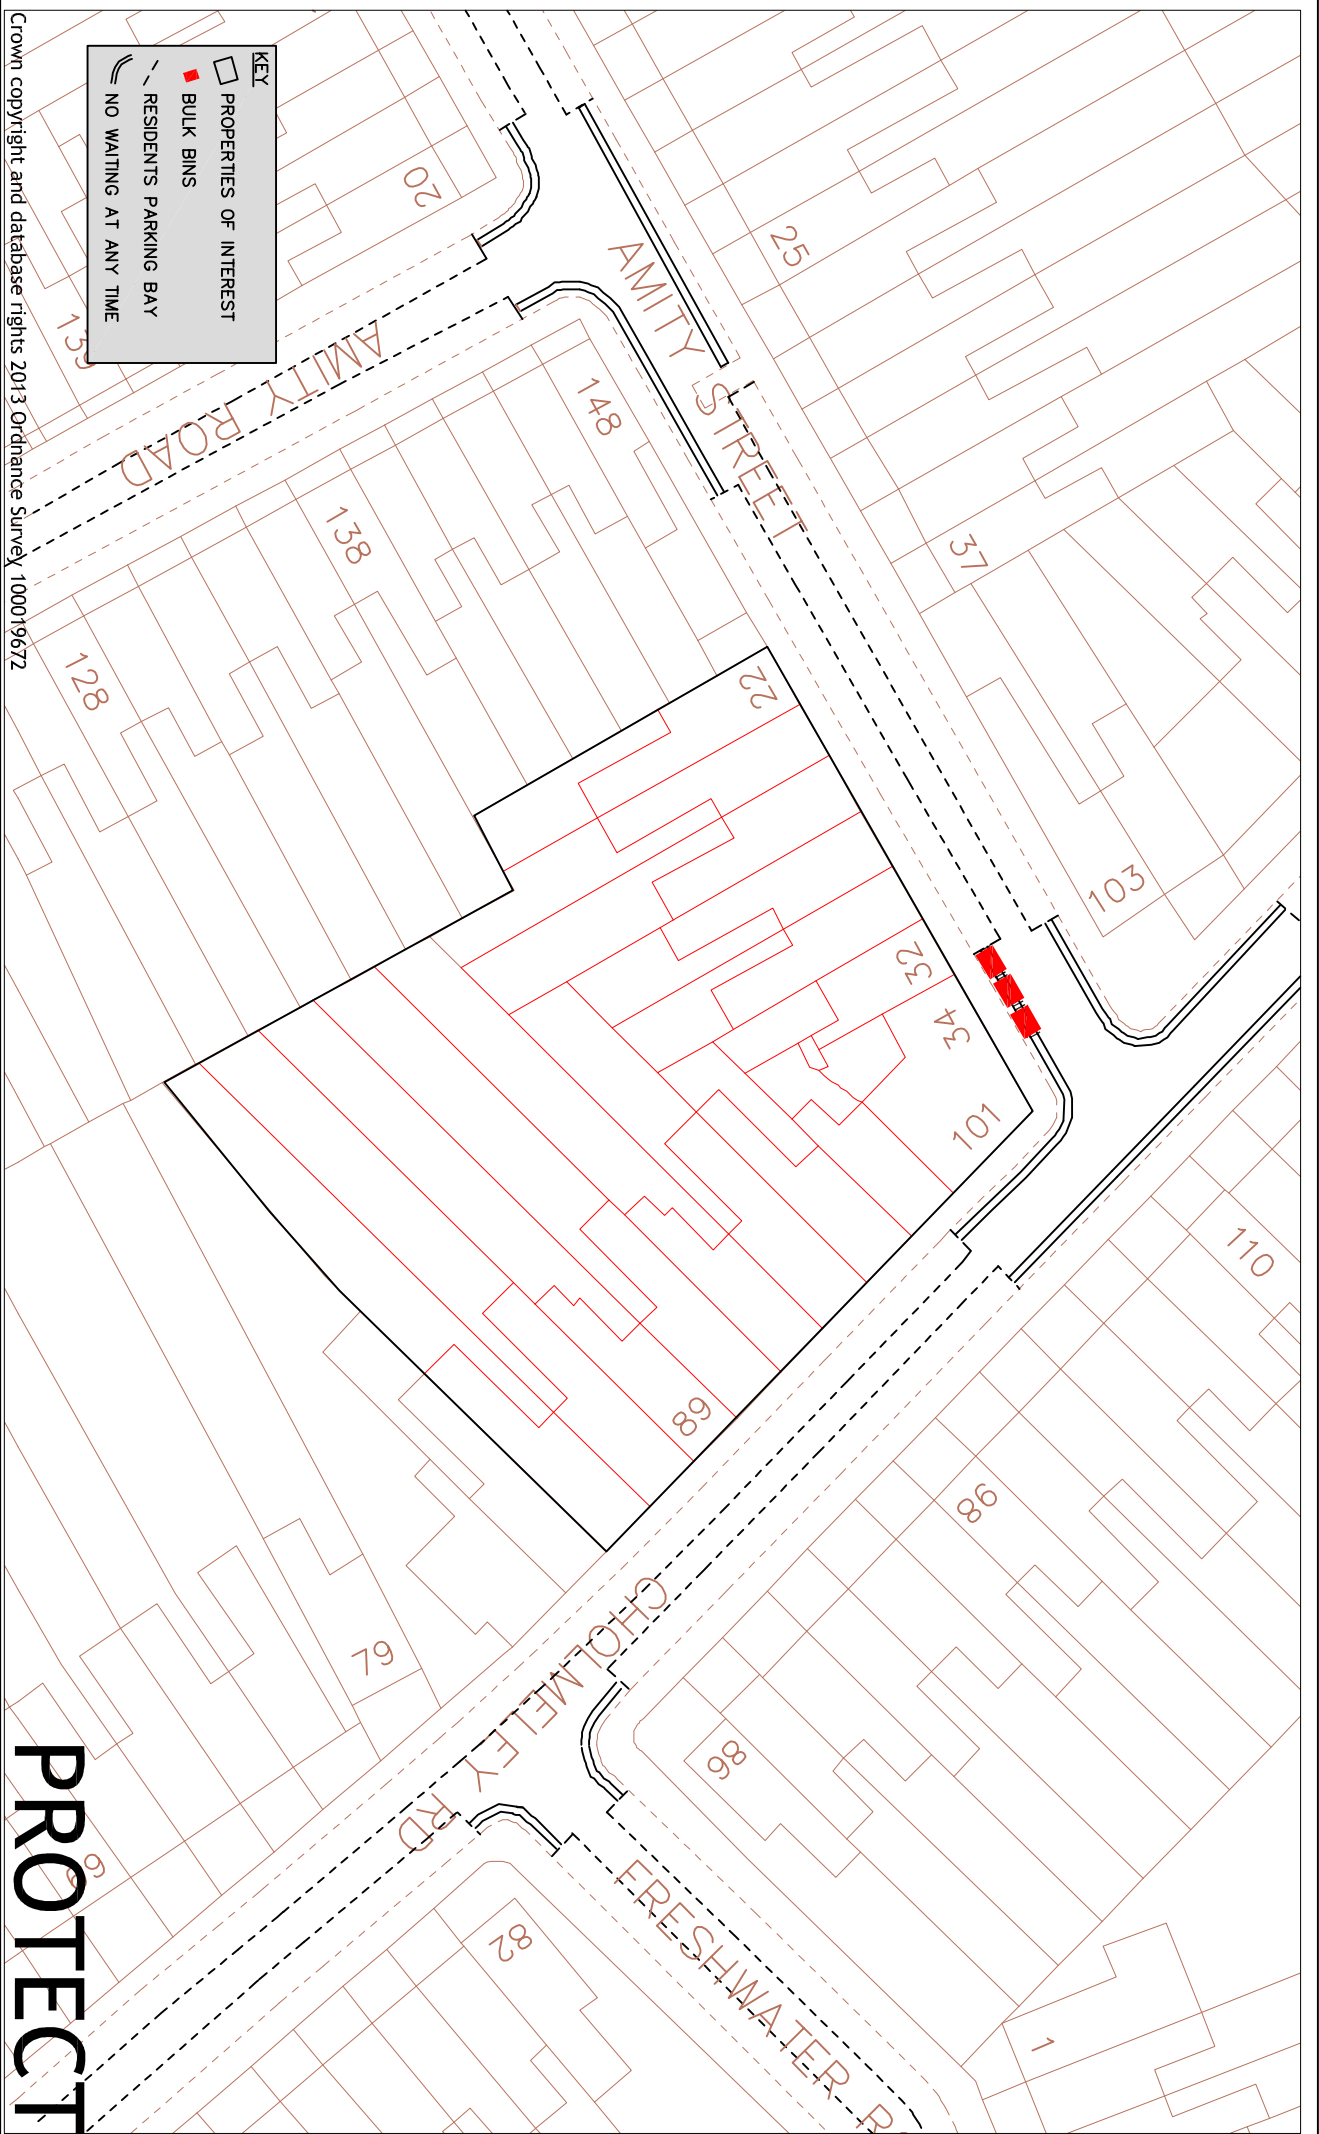 KEY
PROPERTIES OF INTEREST
BULK BINS
RESIDENTS PARKING BAY
NO WAITING AT ANY TIME
20
25
AMITY STREET
139
AMITY ROAD
148
138
37
128
22
103
32
34
101
110
89
86
CHOLMELEY RD
79
98
FRESHWATER
69
82
1
Crown copyright and database rights 2013 Ordnance Survey 100019672
PROTECT